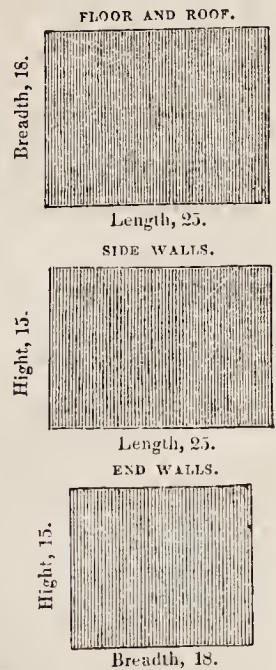 FLOOR AND ROOF.
Breadth, 18.
Length, 25.
SIDE WALLS.
Hight, 15.
Length, 25.
END WALLS.
Hight, 15.
Breadth, 18.